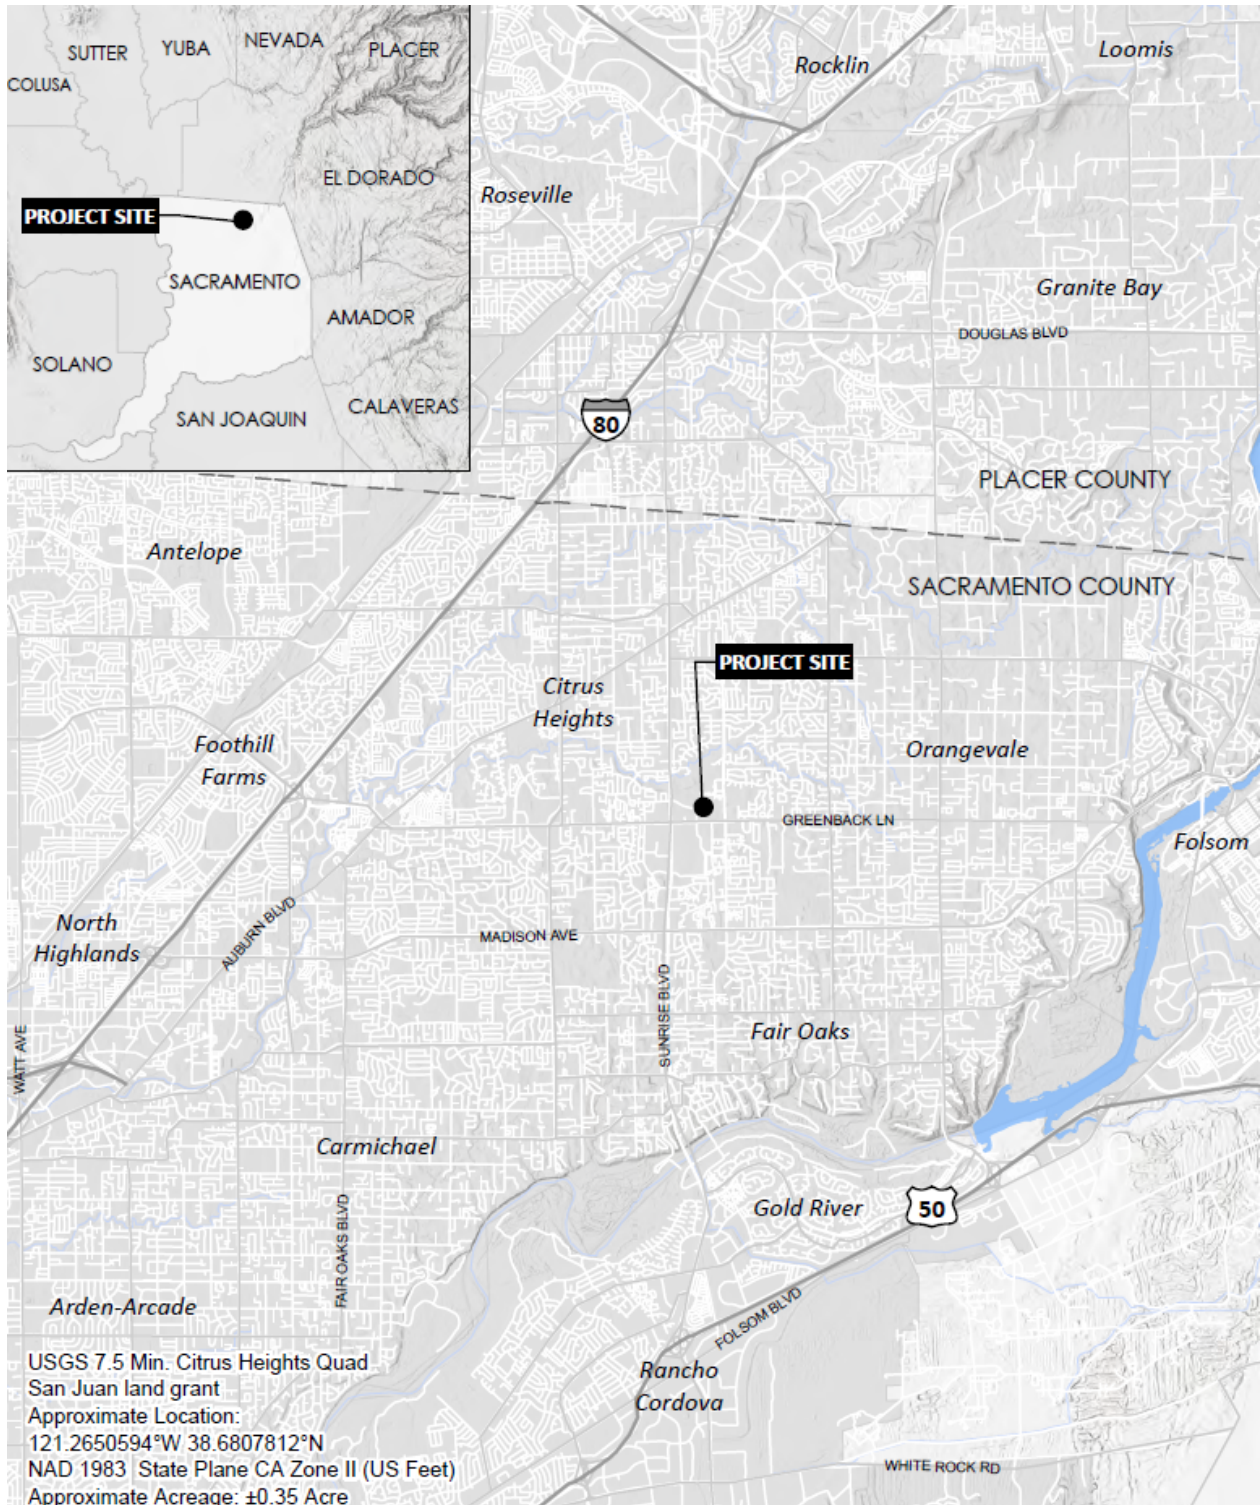 SUTTER
YUBA
NEVADA
PLACER
COLUSA
EL DORADO
PROJECT SITE
SACRAMENTO
AMADOR
SOLANO
SAN JOAQUIN
CALAVERAS
Rocklin
Loomis
Roseville
Granite Bay
DOUGLAS BLVD
80
PLACER COUNTY
Antelope
SACRAMENTO COUNTY
PROJECT SITE
Citrus
Heights
Orangevale
Foothill
Farms
GREENBACK LN
Folsom
North
Highlands
AUBURN BLVD
MADISON AVE
SUNRISE BLVD
Fair Oaks
WATT AVE
Carmichael
Gold River
50
FAIR OAKS BLVD
Arden-Arcade
FOLSOM BLVD
Rancho
Cordova
WHITE ROCK RD
USGS 7.5 Min. Citrus Heights Quad
San Juan land grant
Approximate Location:
121.2650594°W 38.6807812°N
NAD 1983 State Plane CA Zone II (US Feet)
Approximate Acreage: ±0.35 Acre